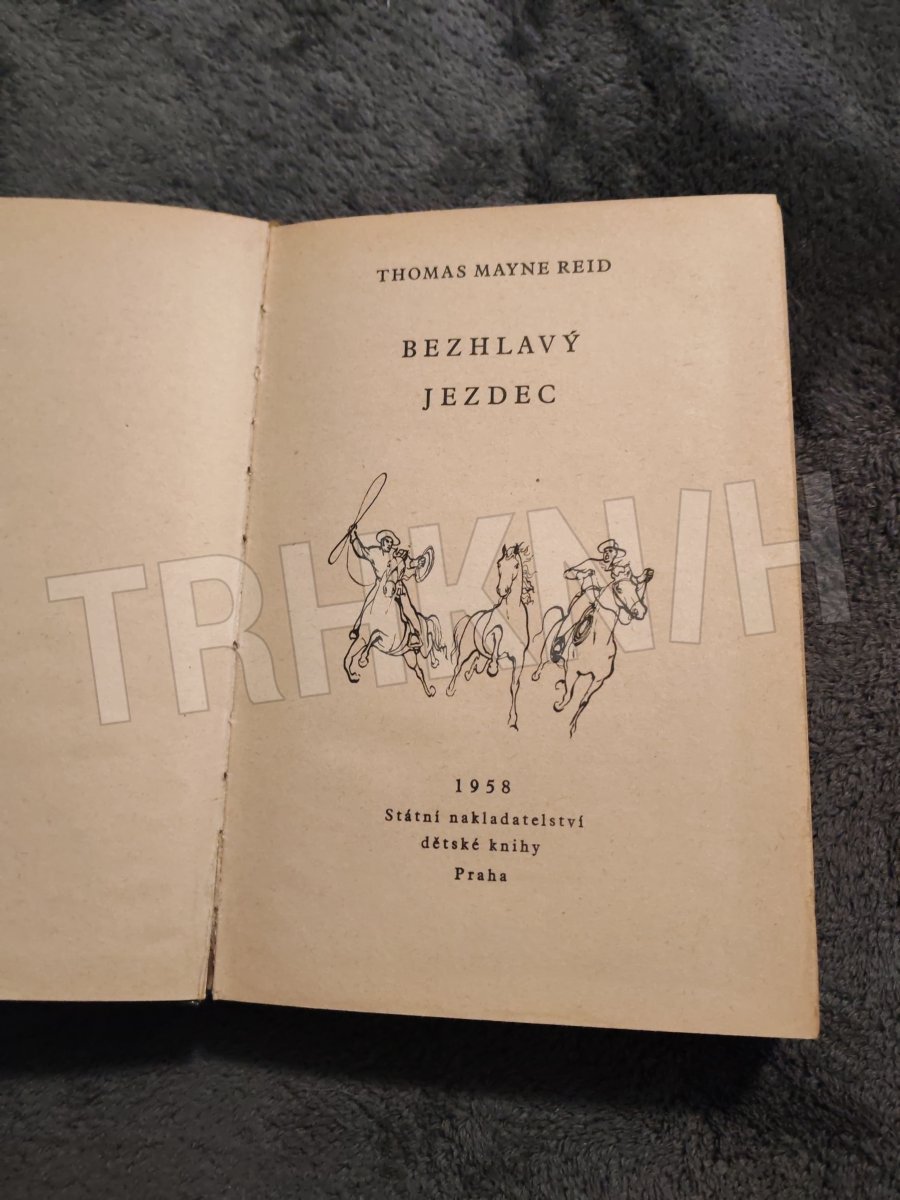 THOMAS MAYNE REID
BEZHLAVÝ
JEZDEC
TRHKNIH
1958
Státní nakladatelství
dětské knihy
Praha